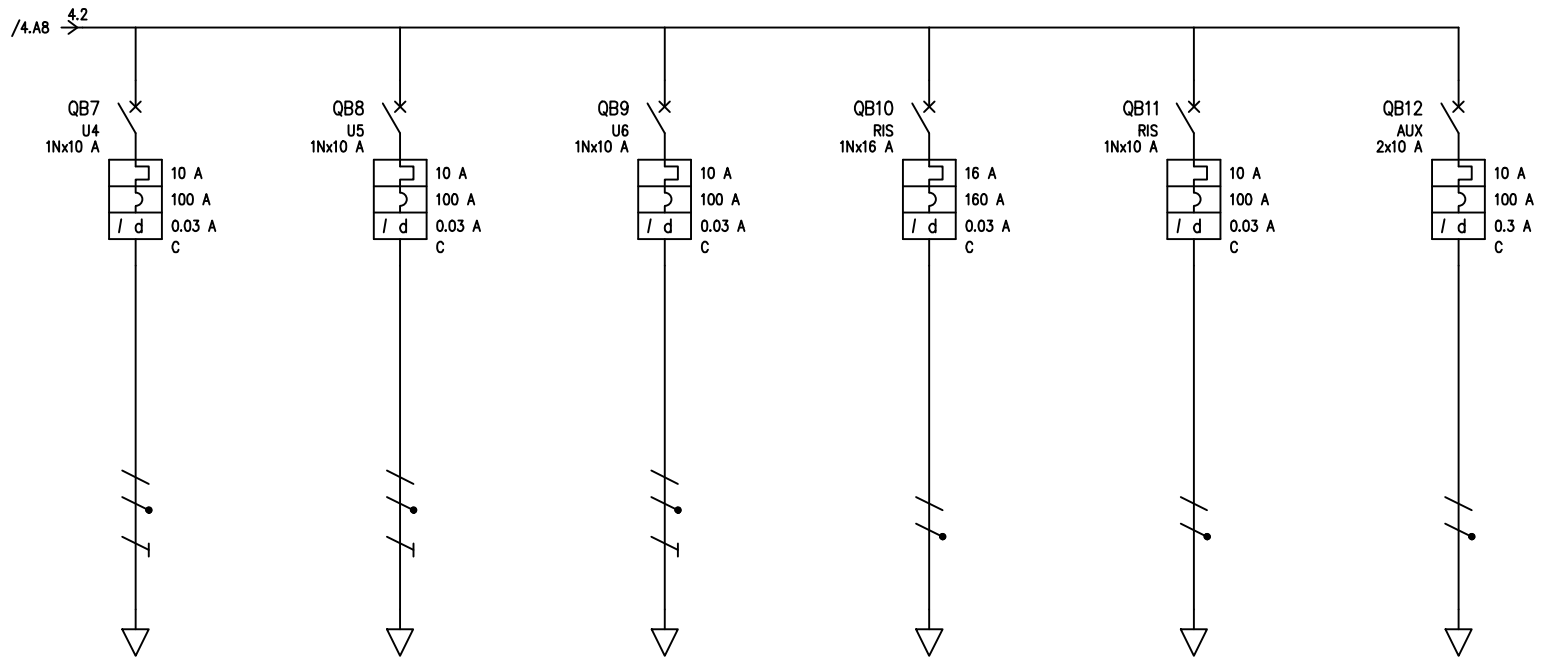 4.2
/4.A8
QB7
U4
1Nx10 A
10 A
100 A
I d
0.03 A
C
QB8
U5
1Nx10 A
10 A
100 A
I d
0.03 A
C
QB9
U6
1Nx10 A
10 A
100 A
I d
0.03 A
C
QB10
RIS
1Nx16 A
16 A
160 A
I d
0.03 A
C
QB11
RIS
1Nx10 A
10 A
100 A
I d
0.03 A
C
QB12
AUX
2x10 A
10 A
100 A
I d
0.3 A
C